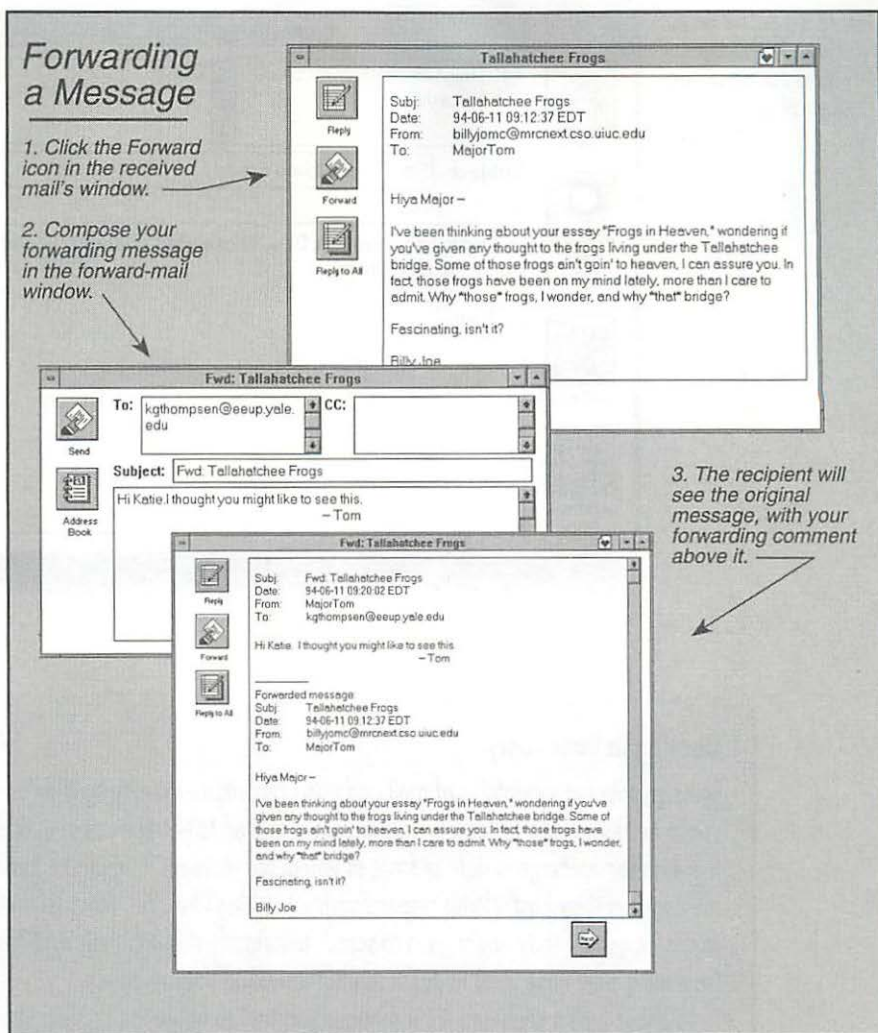 Forwarding
a Message
1. Click the Forward
icon in the received
mail's window.
2. Compose your
forwarding message
in the forward-mail
window.
Tallahatchee Frogs
Reply
Forward
Reply to All
Subj: Tallahatchee Frogs
Date: 94-06-11 09:12:37 EDT
From: billyjomc@mrcnext.cso.uiuc.edu
To: MajorTom
Hiya Major –
I've been thinking about your essay "Frogs in Heaven," wondering if
you've given any thought to the frogs living under the Tallahatchee
bridge. Some of those frogs ain't goin' to heaven, I can assure you. In
fact, those frogs have been on my mind lately, more than I care to
admit. Why *those* frogs, I wonder, and why *that* bridge?
Fascinating, isn't it?
Billy Joe
Fwd: Tallahatchee Frogs
Send
Address
Book
To: kgthompsen@eeup.yale.
edu
CC:
Subject: Fwd: Tallahatchee Frogs
Hi Katie.I thought you might like to see this.
– Tom
3. The recipient will
see the original
message, with your
forwarding comment
above it.
Fwd: Tallahatchee Frogs
Reply
Forward
Reply to All
Subj: Fwd: Tallahatchee Frogs
Date: 94-06-11 09:20:02 EDT
From: MajorTom
To: kgthompsen@eeup.yale.edu
Hi Katie. I thought you might like to see this.
– Tom
Forwarded message:
Subj: Tallahatchee Frogs
Date: 94-06-11 09:12:37 EDT
From: billyjomc@mrcnext.cso.uiuc.edu
To: MajorTom
Hiya Major –
I've been thinking about your essay "Frogs in Heaven," wondering if you've
given any thought to the frogs living under the Tallahatchee bridge. Some of
those frogs ain't goin' to heaven, I can assure you. In fact, those frogs have
been on my mind lately, more than I care to admit. Why *those* frogs, I wonder,
and why *that* bridge?
Fascinating, isn't it?
Billy Joe
Next